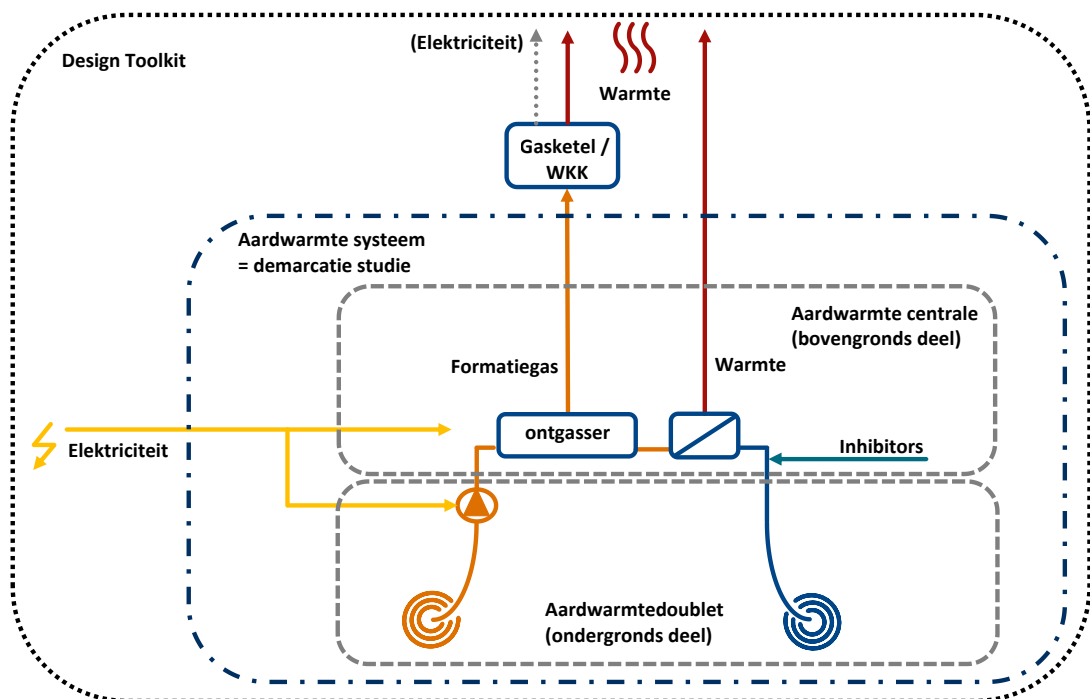 Design Toolkit
(Elektriciteit)
Warmte
Gasketel /
WKK
Aardwarmte systeem
= demarcatie studie
Aardwarmte centrale
(bovengronds deel)
Formatiegas
Warmte
ontgasser
Elektriciteit
Inhibitors
Aardwarmtedoublet
(ondergronds deel)